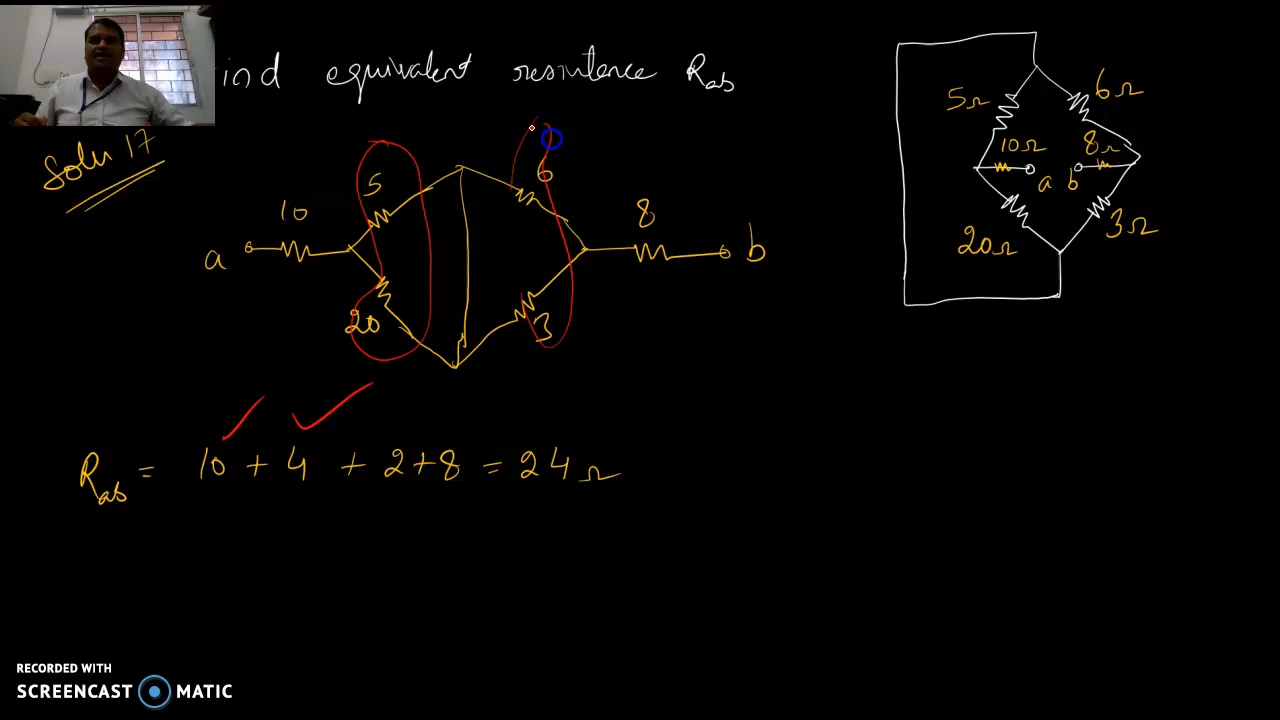 ind equivalent resistence Rab
Solu 17
5Ω
6Ω
10Ω
8Ω
a
b
20Ω
3Ω
5
6
10
8
a
b
20
3
Rab = 10 + 4 + 2 + 8 = 24 Ω
RECORDED WITH
SCREENCAST MATIC